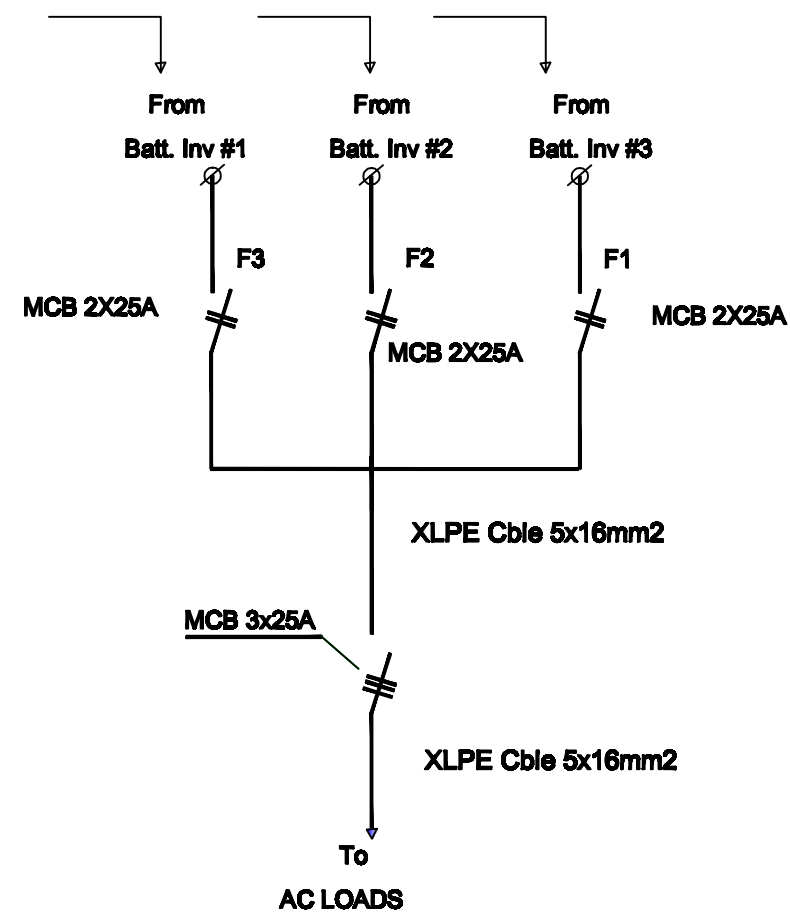 From
Batt. Inv #1
From
Batt. Inv #2
From
Batt. Inv #3
F3
F2
F1
MCB 2X25A
MCB 2X25A
MCB 2X25A
XLPE Cble 5x16mm2
MCB 3x25A
XLPE Cble 5x16mm2
To
AC LOADS